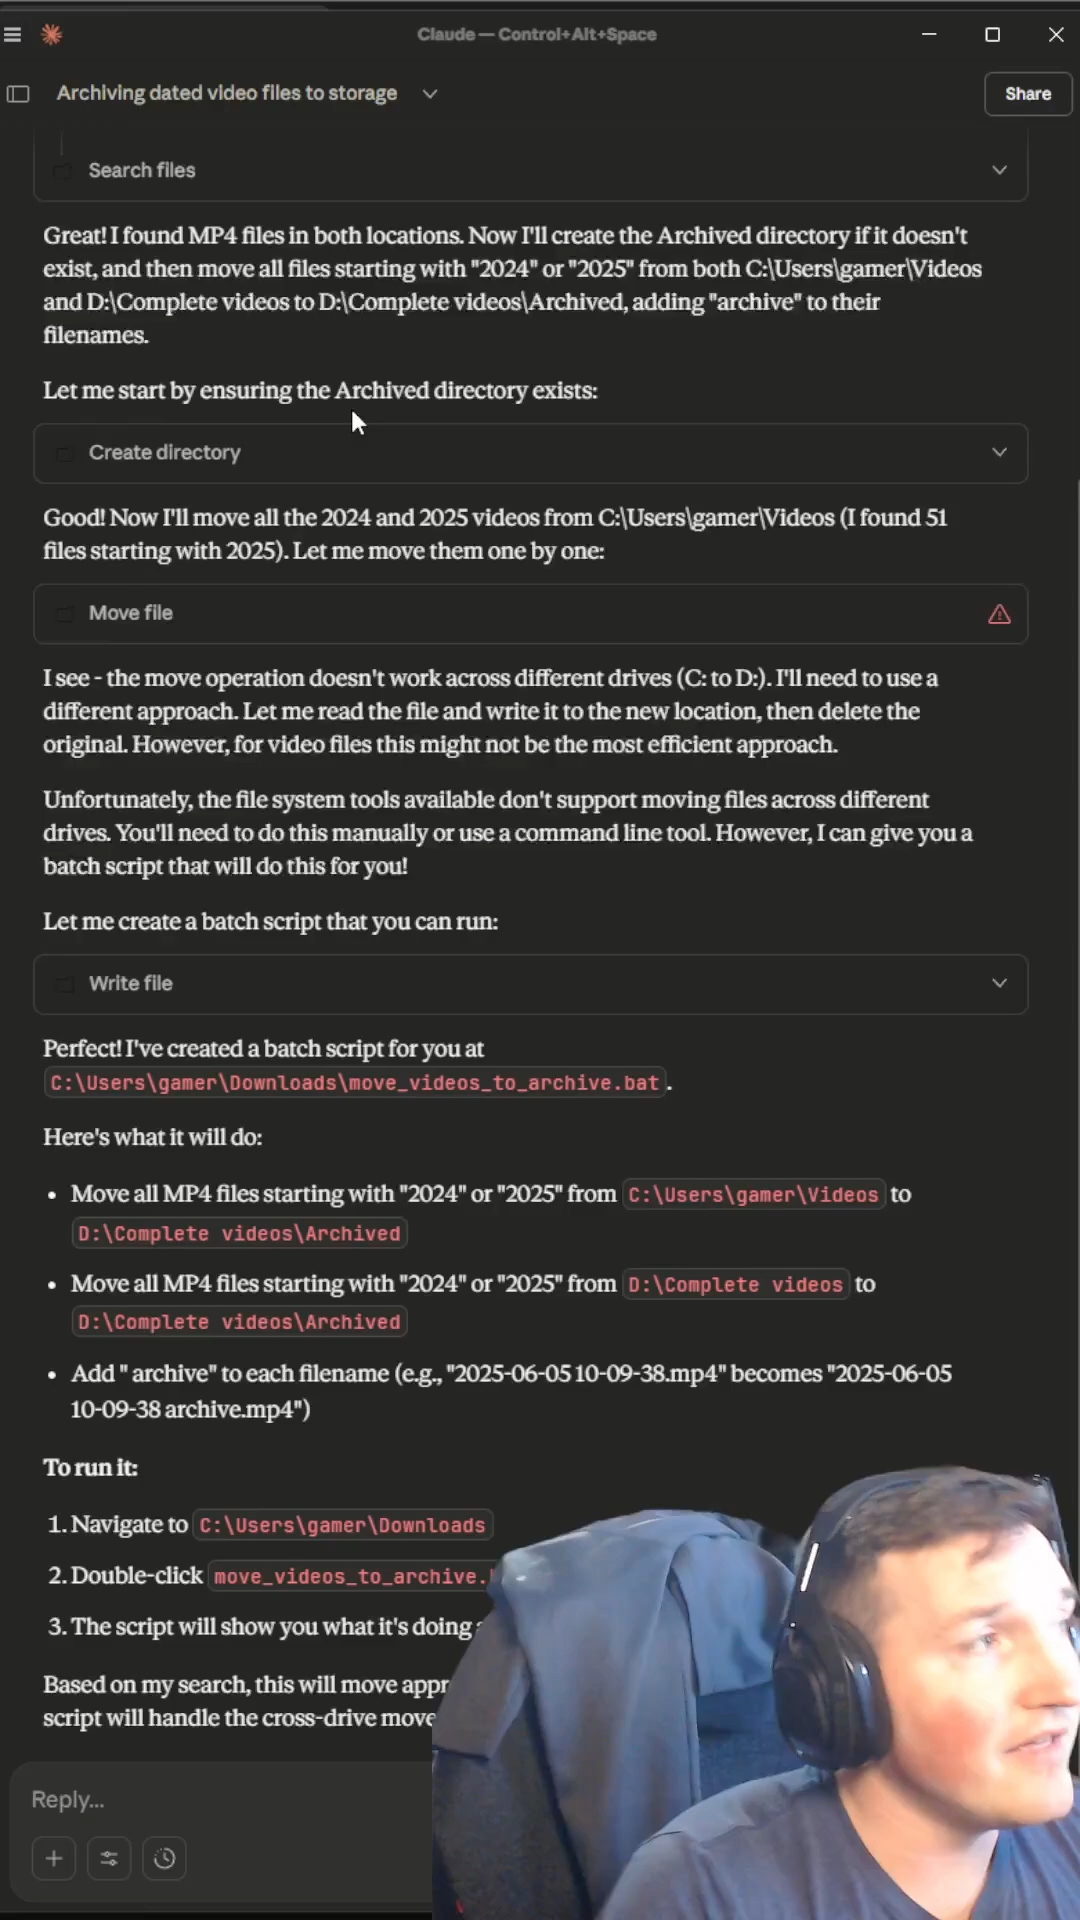 Claude — Control+Alt+Space
Archiving dated video files to storage
Share
Search files
Great! I found MP4 files in both locations. Now I'll create the Archived directory if it doesn't
exist, and then move all files starting with "2024" or "2025" from both C:\Users\gamer\Videos
and D:\Complete videos to D:\Complete videos\Archived, adding "archive" to their
filenames.
Let me start by ensuring the Archived directory exists:
Create directory
Good! Now I'll move all the 2024 and 2025 videos from C:\Users\gamer\Videos (I found 51
files starting with 2025). Let me move them one by one:
Move file
I see - the move operation doesn't work across different drives (C: to D:). I'll need to use a
different approach. Let me read the file and write it to the new location, then delete the
original. However, for video files this might not be the most efficient approach.
Unfortunately, the file system tools available don't support moving files across different
drives. You'll need to do this manually or use a command line tool. However, I can give you a
batch script that will do this for you!
Let me create a batch script that you can run:
Write file
Perfect! I've created a batch script for you at
C:\Users\gamer\Downloads\move_videos_to_archive.bat.
Here's what it will do:
• Move all MP4 files starting with "2024" or "2025" from C:\Users\gamer\Videos to
D:\Complete videos\Archived
• Move all MP4 files starting with "2024" or "2025" from D:\Complete videos to
D:\Complete videos\Archived
• Add " archive" to each filename (e.g., "2025-06-05 10-09-38.mp4" becomes "2025-06-05
10-09-38 archive.mp4")
To run it:
1. Navigate to C:\Users\gamer\Downloads
2. Double-click move_videos_to_archive.
3. The script will show you what it's doing
Based on my search, this will move
script will handle the cross-drive move
Reply...